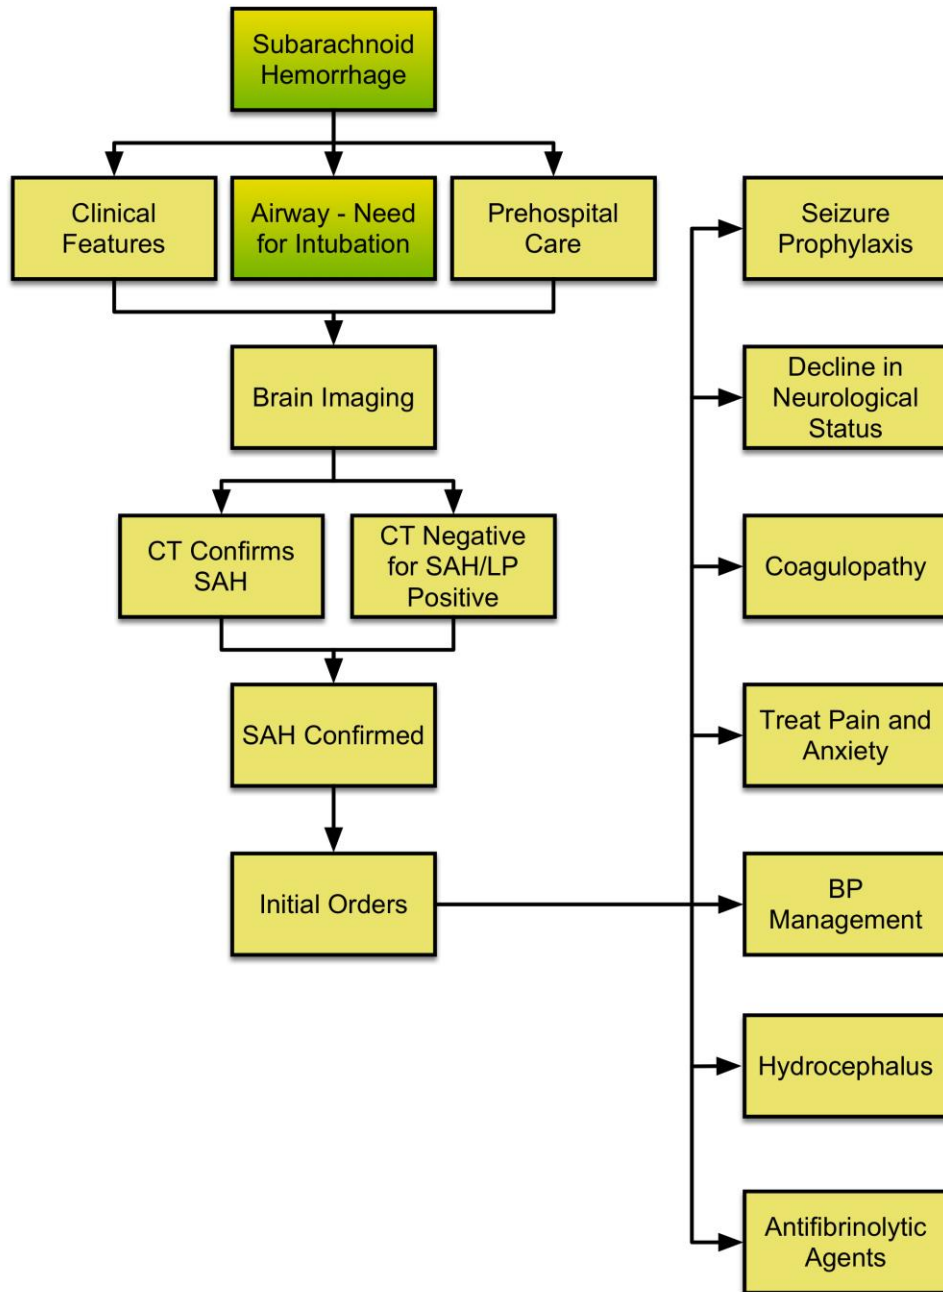 Subarachnoid
Hemorrhage
Clinical
Features
Airway - Need
for Intubation
Prehospital
Care
Brain Imaging
CT Confirms
SAH
CT Negative
for SAH/LP
Positive
SAH Confirmed
Initial Orders
Seizure
Prophylaxis
Decline in
Neurological
Status
Coagulopathy
Treat Pain and
Anxiety
BP
Management
Hydrocephalus
Antifibrinolytic
Agents